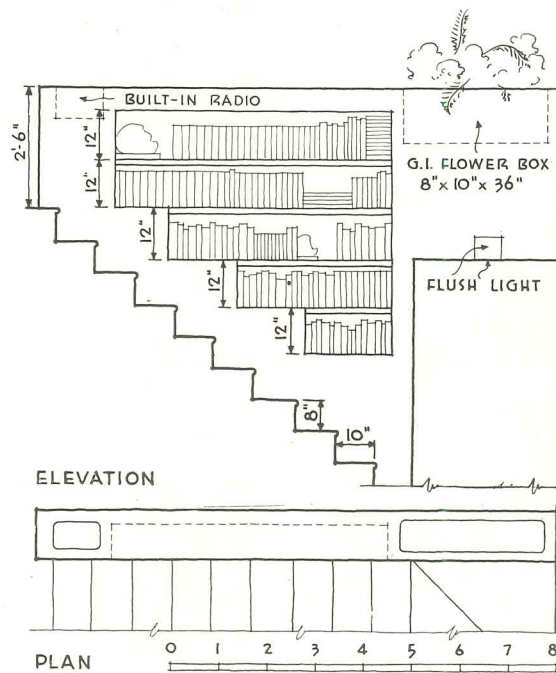 BUILT-IN RADIO
2'-6"
12"
12"
G.I. FLOWER BOX
8" x 10" x 36"
12"
FLUSH LIGHT
12"
12"
8"
10"
ELEVATION
PLAN
0 1 2 3 4 5 6 7 8